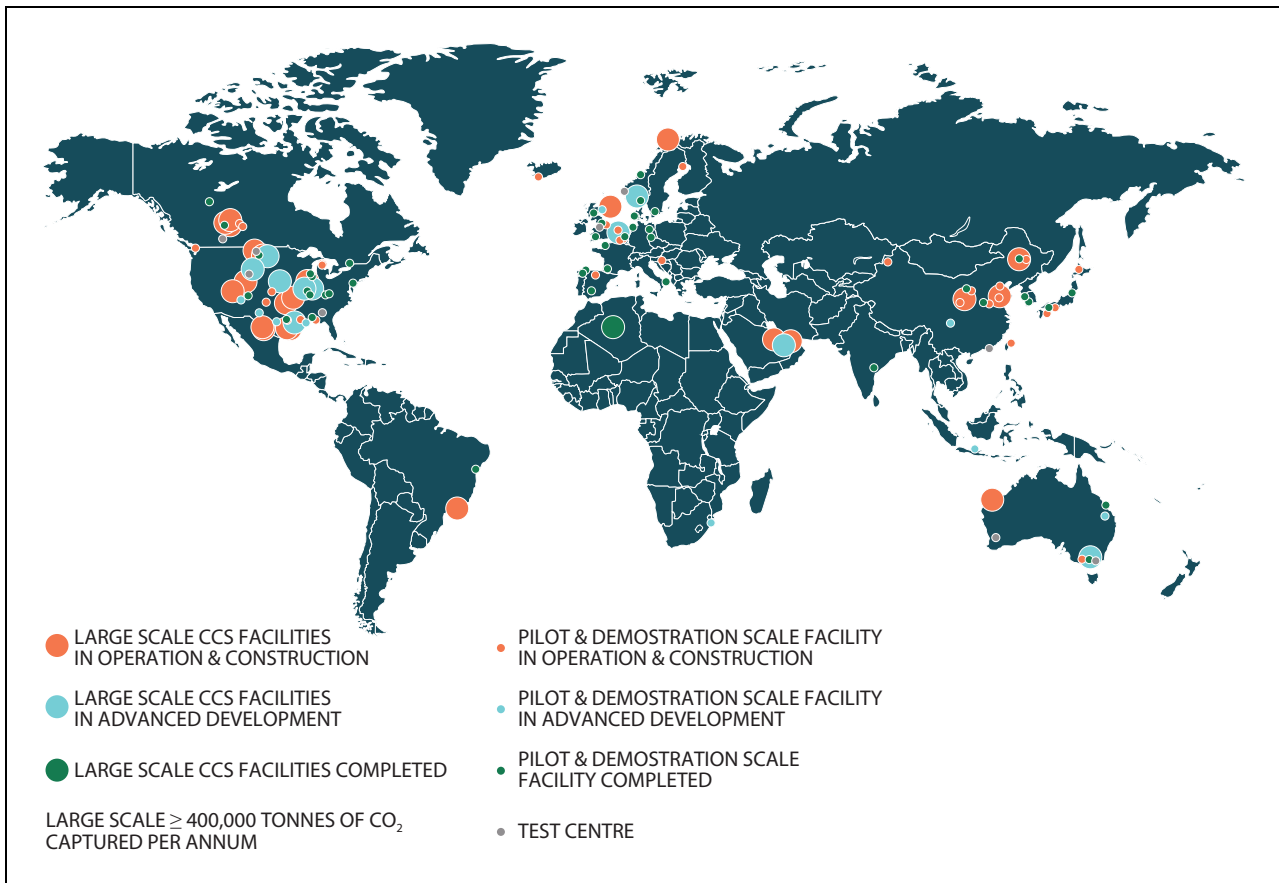 LARGE SCALE CCS FACILITIES
IN OPERATION & CONSTRUCTION
LARGE SCALE CCS FACILITIES
IN ADVANCED DEVELOPMENT
LARGE SCALE CCS FACILITIES COMPLETED
LARGE SCALE ≥ 400,000 TONNES OF CO₂
CAPTURED PER ANNUM
PILOT & DEMOSTRATION SCALE FACILITY
IN OPERATION & CONSTRUCTION
PILOT & DEMOSTRATION SCALE FACILITY
IN ADVANCED DEVELOPMENT
PILOT & DEMOSTRATION SCALE
FACILITY COMPLETED
TEST CENTRE